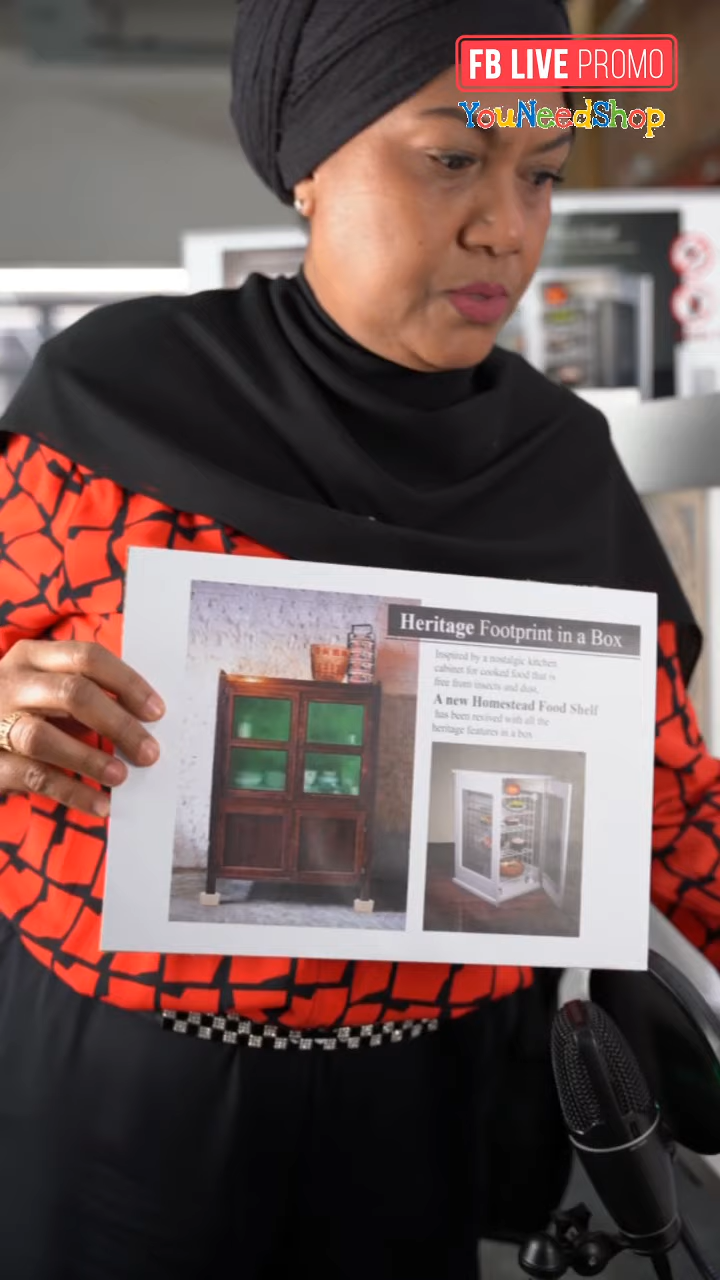 FB LIVE PROMO
YouNeedShop
Heritage Footprint in a Box
Inspired by a nostalgic kitchen
cabinet for cooked food that is
free from insects and dust,
A new Homestead Food Shelf
has been revived with all the
heritage features in a box